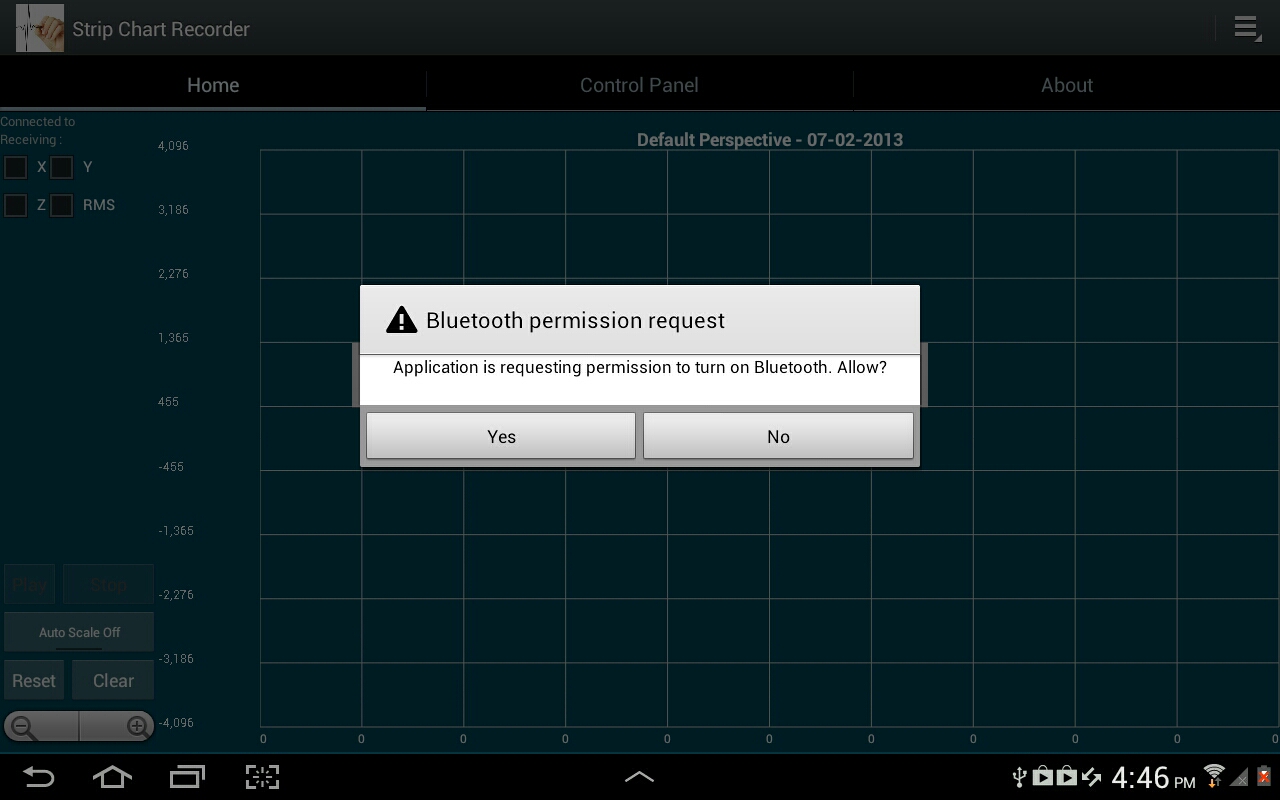 Strip Chart Recorder
Home
Control Panel
About
Connected to
Receiving :
X
Y
Z
RMS
Default Perspective - 07-02-2013
4,096
3,186
2,276
1,365
455
-455
-1,365
-2,276
-3,186
-4,096
Bluetooth permission request
Application is requesting permission to turn on Bluetooth. Allow?
Yes
No
Play
Stop
Auto Scale Off
Reset
Clear
0 0 0 0 0 0 0 0 0 0 0
4:46 PM